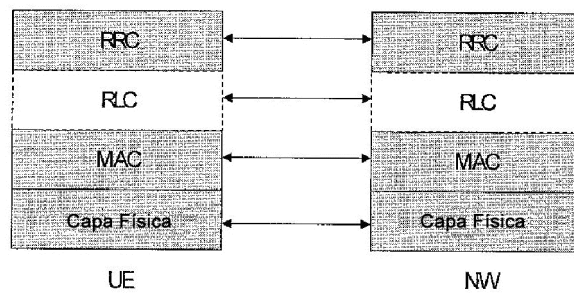 RRC
RRC
RLC
RLC
MAC
MAC
Capa Física
Capa Física
UE
NW